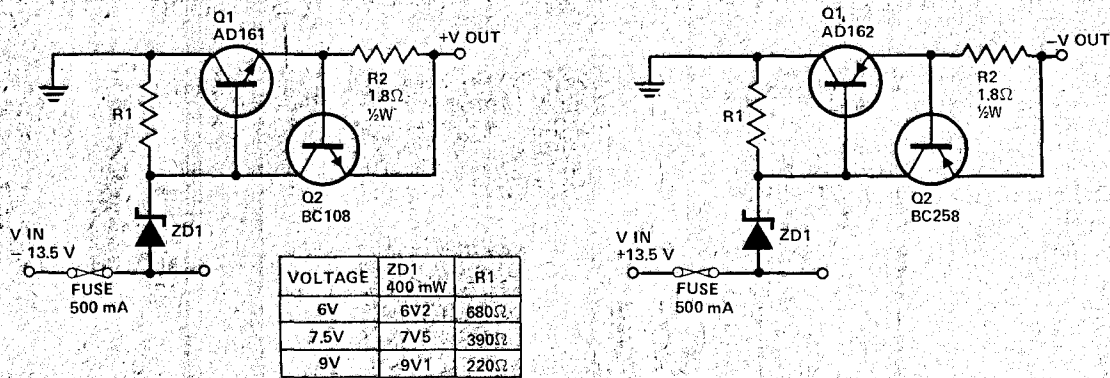 Q1
AD161
+V OUT
R1
R2
1.8Ω
½W
Q2
BC108
ZD1
V IN
– 13.5 V
FUSE
500 mA
VOLTAGE ZD1 400 mW R1
6V 6V2 680Ω
7.5V 7V5 390Ω
9V 9V1 220Ω
Q1
AD162
–V OUT
R1
R2
1.8Ω
½W
Q2
BC258
ZD1
V IN
+13.5 V
FUSE
500 mA